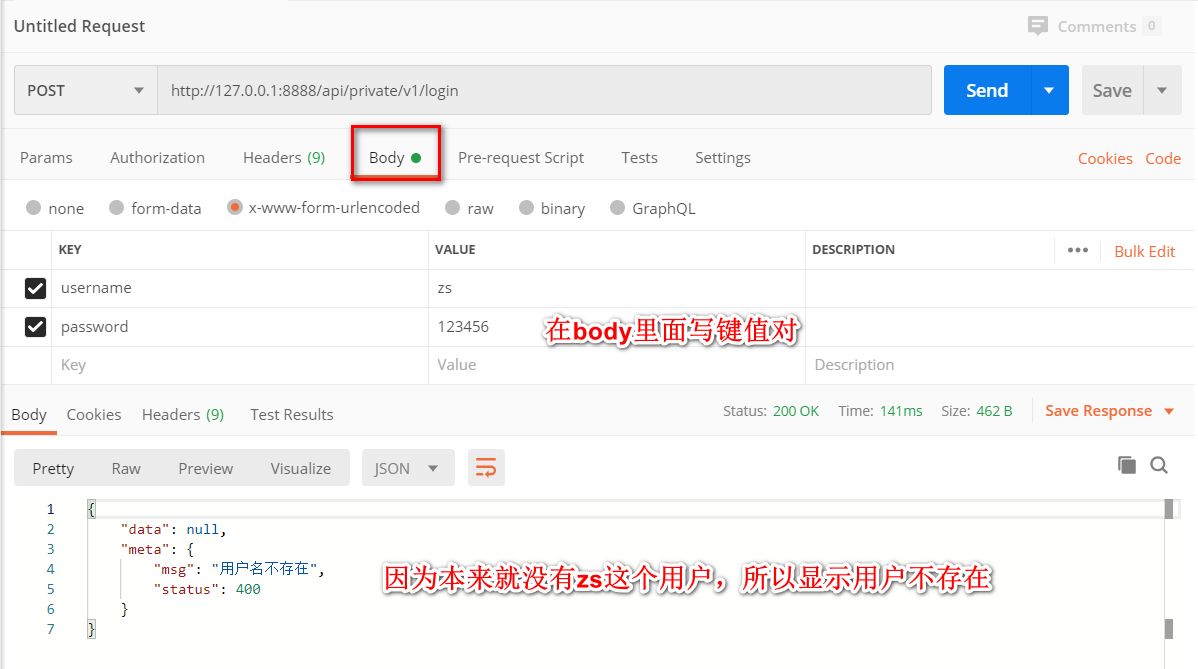 Untitled Request
Comments 0
POST http://127.0.0.1:8888/api/private/v1/login Send Save
Params Authorization Headers (9) Body Pre-request Script Tests Settings Cookies Code
none form-data x-www-form-urlencoded raw binary GraphQL
KEY VALUE DESCRIPTION ••• Bulk Edit
username zs
password 123456
在body里面写键值对
Key Value Description
Body Cookies Headers (9) Test Results Status: 200 OK Time: 141ms Size: 462 B Save Response
Pretty Raw Preview Visualize JSON
1 {
2 "data": null,
3 "meta": {
4 "msg": "用户名不存在",
5 "status": 400
6 }
7 }
因为本来就没有zs这个用户，所以显示用户不存在